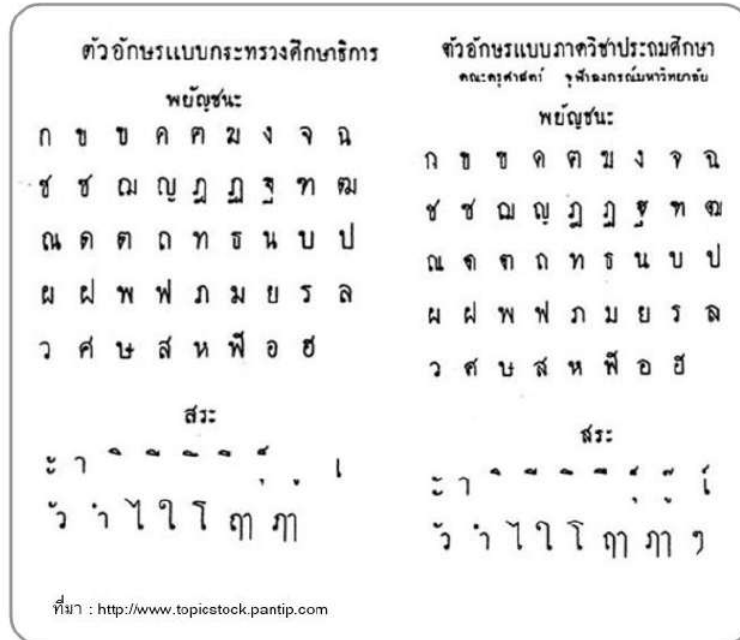 ตัวอักษรแบบกระทรวงศึกษาธิการ
พยัญชนะ
ก ข ฃ ค ฅ ฆ ง จ ฉ
ช ซ ฌ ญ ฎ ฏ ฐ ฑ ฒ
ณ ด ต ถ ท ธ น บ ป
ผ ฝ พ ฟ ภ ม ย ร ล
ว ศ ษ ส ห ฬ อ ฮ
สระ
ะ า ิ ี ึ ื ุ ู เ
ัว ำ ไ ใ โ ฤๅ ฦๅ
ตัวอักษรแบบภาควิชาประถมศึกษา
คณะครุศาสตร์ จุฬาลงกรณ์มหาวิทยาลัย
พยัญชนะ
ก ข ฃ ค ฅ ฆ ง จ ฉ
ช ซ ฌ ญ ฎ ฏ ฐ ฑ ฒ
ณ ด ต ถ ท ธ น บ ป
ผ ฝ พ ฟ ภ ม ย ร ล
ว ศ ษ ส ห ฬ อ ฮ
สระ
ะ า
ัว ำ ไ ใ โ ฤๅ ฦๅ ๆ
ที่มา : http://www.topicstock.pantip.com